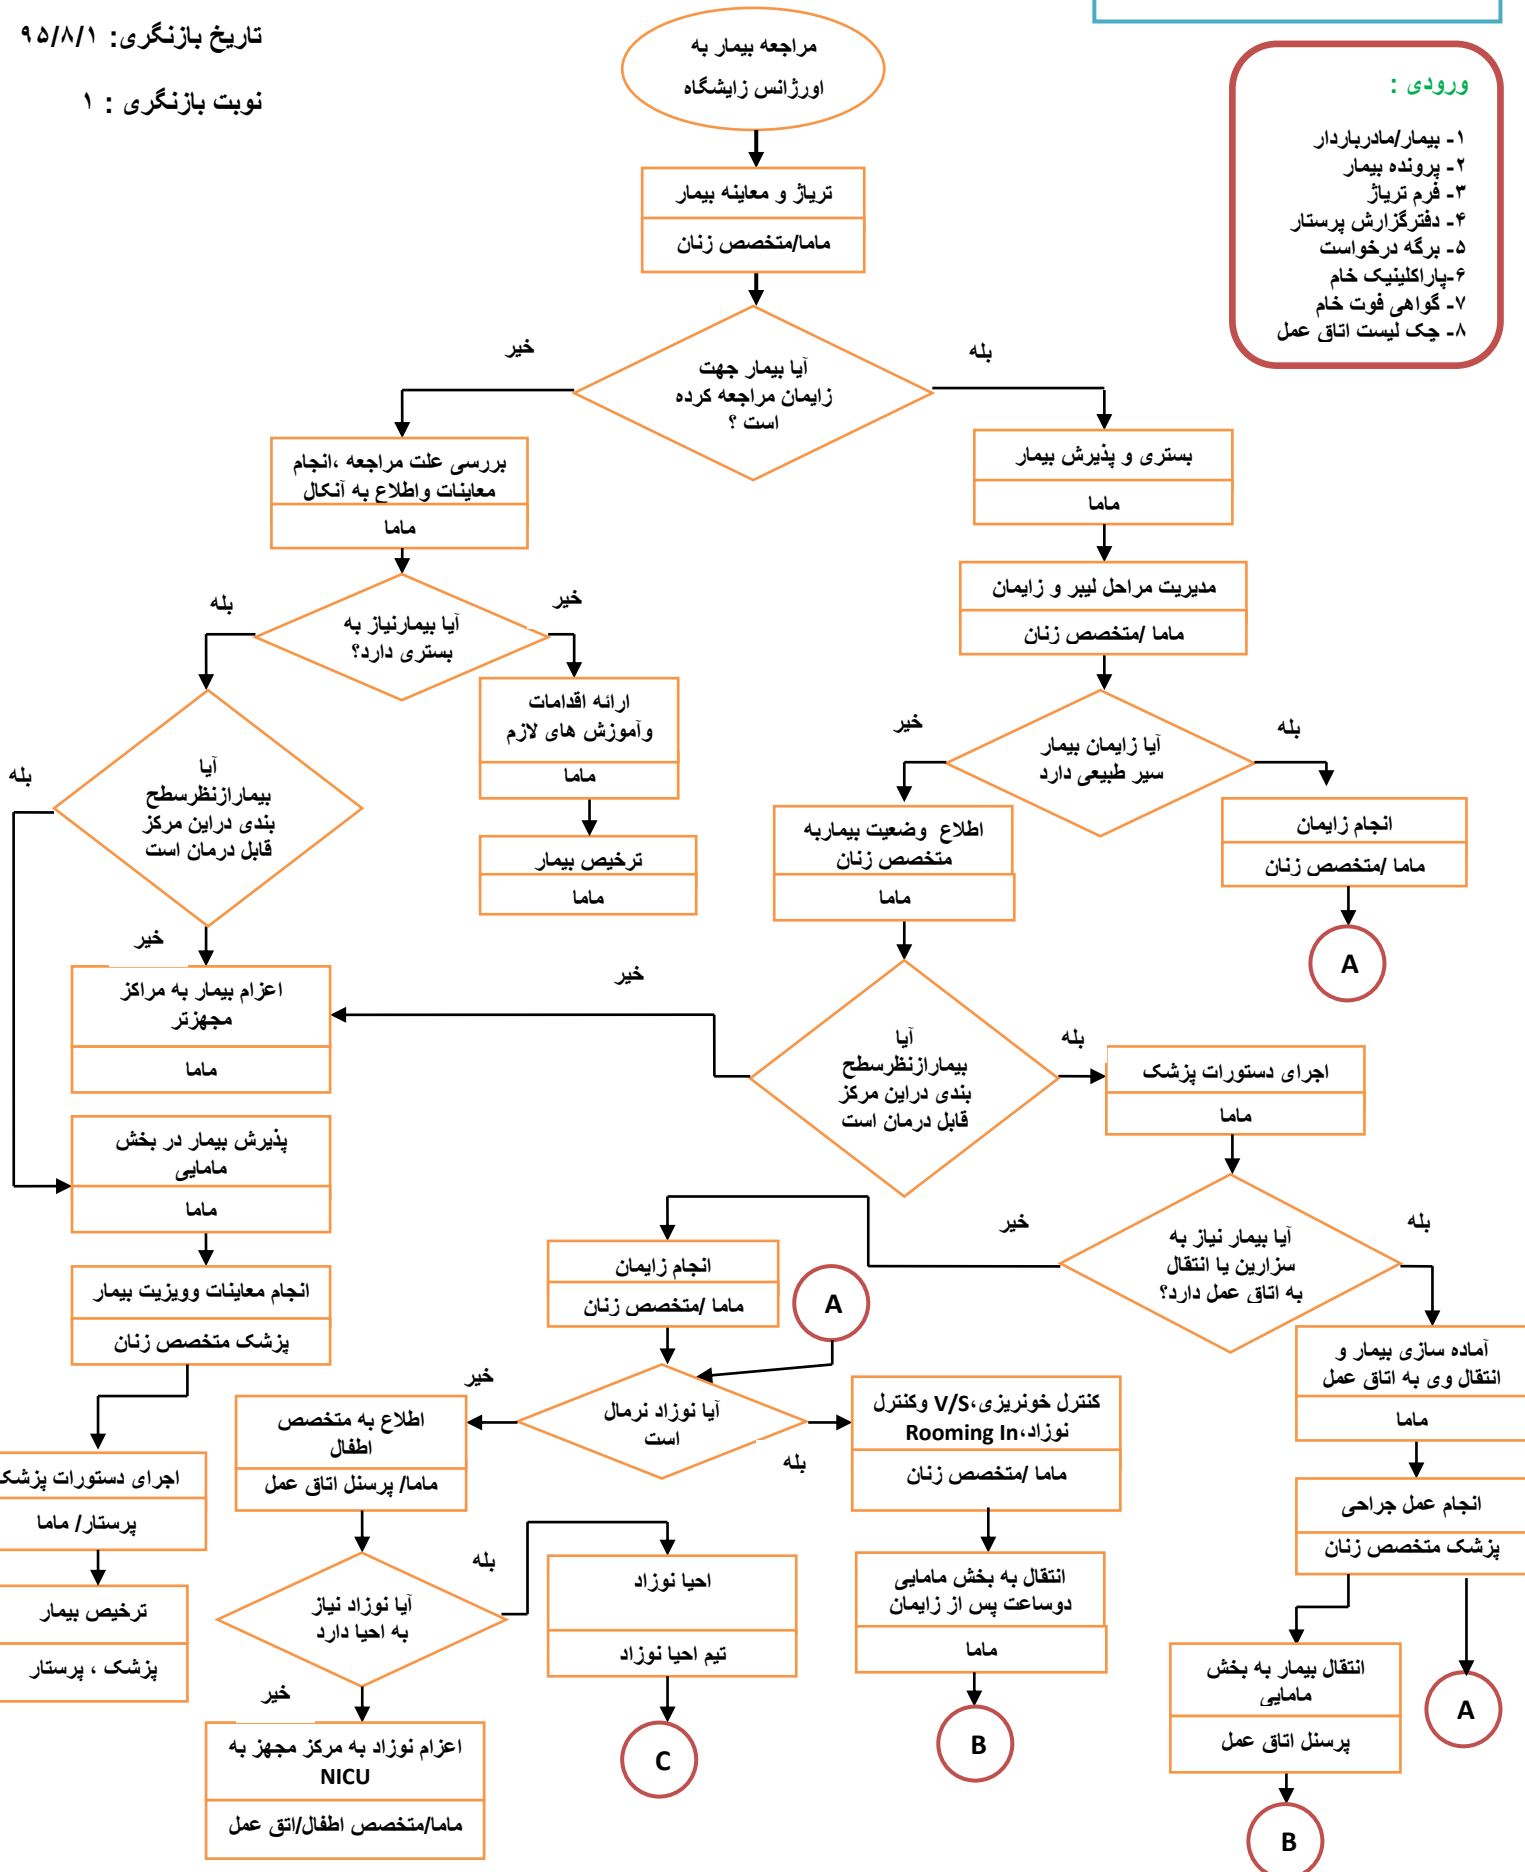 تاریخ بازنگری: ۹۵/۸/۱
نوبت بازنگری : ۱
مراجعه بیمار به
اورژانس زایشگاه
ورودی :
۱- بیمار/مادرباردار
۲- پرونده بیمار
۳- فرم تریاژ
۴- دفترگزارش پرستار
۵- برگه درخواست
۶-پاراکلینیک خام
۷- گواهی فوت خام
۸- چک لیست اتاق عمل
تریاژ و معاینه بیمار
ماما/متخصص زنان
آیا بیمار جهت
زایمان مراجعه کرده
است ؟
خیر
بله
بررسی علت مراجعه ،انجام
معاینات واطلاع به آنکال
ماما
بستری و پذیرش بیمار
ماما
مدیریت مراحل لیبر و زایمان
ماما /متخصص زنان
آیا بیمارنیاز به
بستری دارد؟
بله
خیر
ارائه اقدامات
وآموزش های لازم
ماما
ترخیص بیمار
ماما
آیا زایمان بیمار
سیر طبیعی دارد
خیر
بله
انجام زایمان
ماما /متخصص زنان
A
اطلاع وضعیت بیماربه
متخصص زنان
ماما
آیا
بیمارازنظرسطح
بندی دراین مرکز
قابل درمان است
بله
خیر
اعزام بیمار به مراکز
مجهزتر
ماما
پذیرش بیمار در بخش
مامایی
ماما
انجام معاینات وویزیت بیمار
پزشک متخصص زنان
اجرای دستورات پزشک
پرستار/ ماما
ترخیص بیمار
پزشک ، پرستار
آیا
بیمارازنظرسطح
بندی دراین مرکز
قابل درمان است
خیر
بله
اجرای دستورات پزشک
ماما
آیا بیمار نیاز به
سزارین یا انتقال
به اتاق عمل دارد؟
خیر
بله
انجام زایمان
ماما /متخصص زنان
A
آماده سازی بیمار و
انتقال وی به اتاق عمل
ماما
انجام عمل جراحی
پزشک متخصص زنان
انتقال بیمار به بخش
مامایی
پرسنل اتاق عمل
A
B
آیا نوزاد نرمال
است
خیر
بله
کنترل خونریزی،V/S وکنترل
نوزاد،Rooming In
ماما /متخصص زنان
انتقال به بخش مامایی
دوساعت پس از زایمان
ماما
B
اطلاع به متخصص
اطفال
ماما/ پرسنل اتاق عمل
آیا نوزاد نیاز
به احیا دارد
بله
خیر
احیا نوزاد
تیم احیا نوزاد
C
اعزام نوزاد به مرکز مجهز به
NICU
ماما/متخصص اطفال/اتق عمل